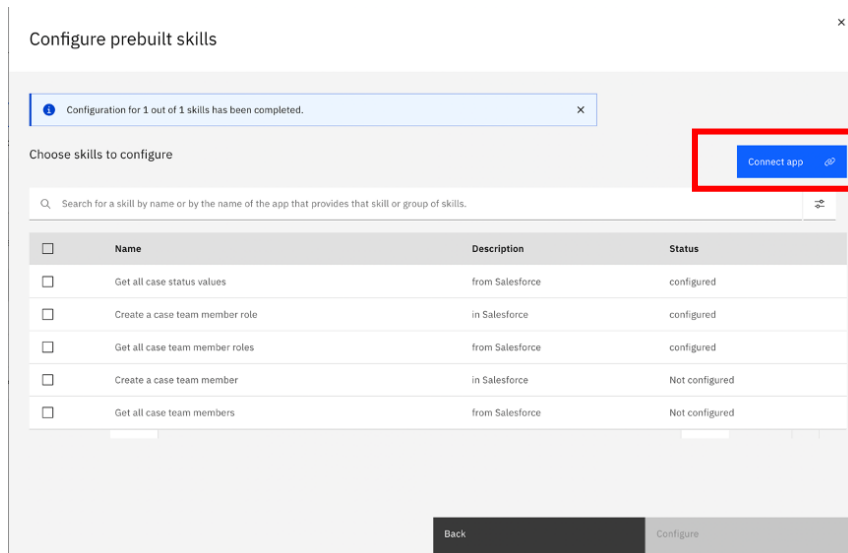 Configure prebuilt skills
Configuration for 1 out of 1 skills has been completed.
Choose skills to configure
Connect app
Search for a skill by name or by the name of the app that provides that skill or group of skills.
Name Description Status
Get all case status values from Salesforce configured
Create a case team member role in Salesforce configured
Get all case team member roles from Salesforce configured
Create a case team member in Salesforce Not configured
Get all case team members from Salesforce Not configured
Back Configure